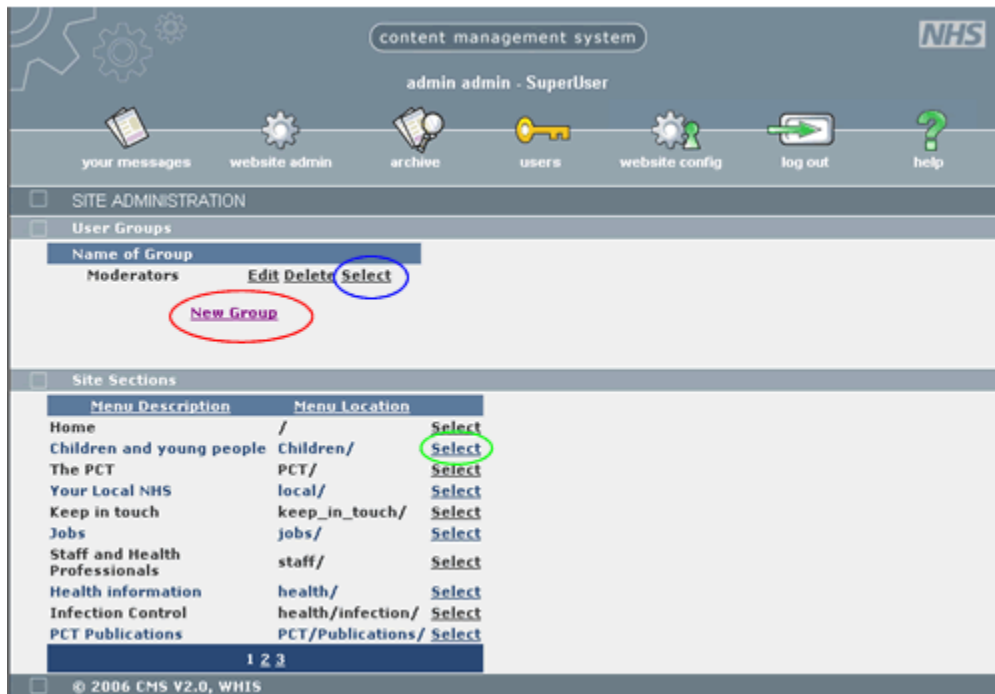 content management system
NHS
admin admin - SuperUser
your messages website admin archive users website config log out help
SITE ADMINISTRATION
User Groups
Name of Group
Moderators Edit Delete Select
New Group
Site Sections
Menu Description Menu Location
Home / Select
Children and young people Children/ Select
The PCT PCT/ Select
Your Local NHS local/ Select
Keep in touch keep_in_touch/ Select
Jobs jobs/ Select
Staff and Health
Professionals staff/ Select
Health information health/ Select
Infection Control health/infection/ Select
PCT Publications PCT/Publications/ Select
1 2 3
© 2006 CMS V2.0, WHIS